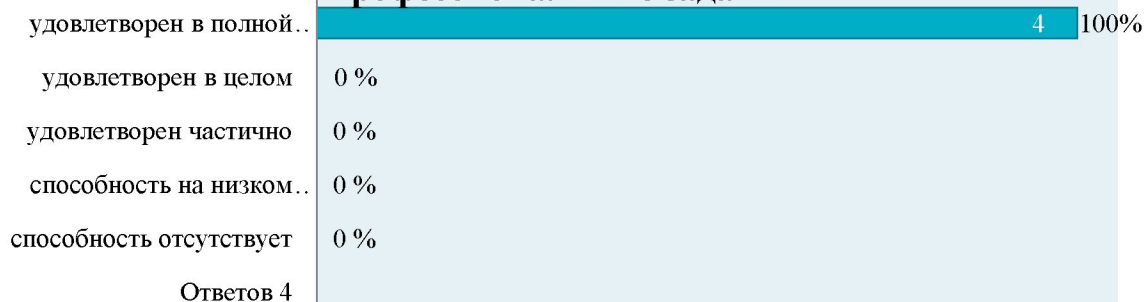 удовлетворен в полной.. 4 100%
удовлетворен в целом 0 %
удовлетворен частично 0 %
способность на низком.. 0 %
способность отсутствует 0 %
Ответов 4